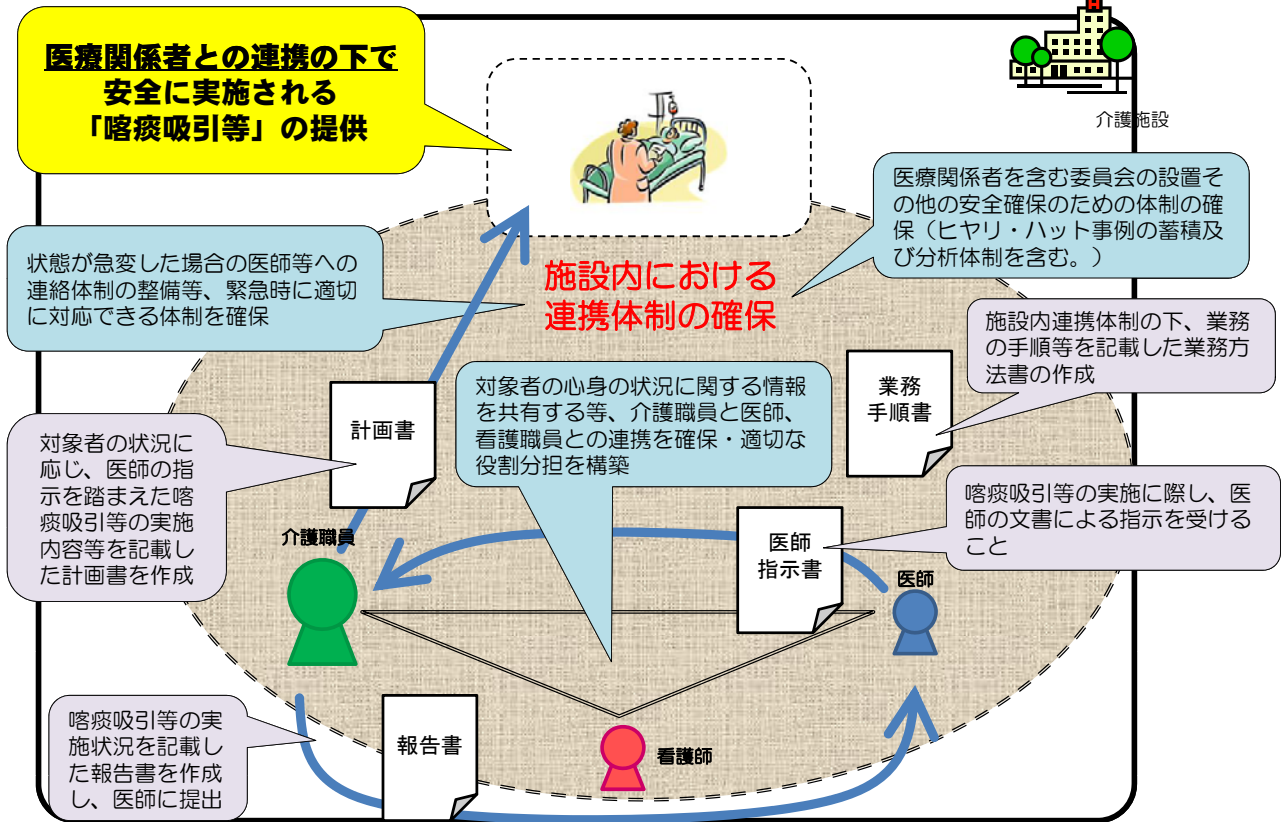 医療関係者との連携の下で
安全に実施される
「喀痰吸引等」の提供
H
介護施設
医療関係者を含む委員会の設置そ
の他の安全確保のための体制の確
保（ヒヤリ・ハット事例の蓄積及
び分析体制を含む。）
状態が急変した場合の医師等への
連絡体制の整備等、緊急時に適切
に対応できる体制を確保
施設内における
連携体制の確保
施設内連携体制の下、業務
の手順等を記載した業務方
法書の作成
業務
手順書
計画書
対象者の心身の状況に関する情報
を共有する等、介護職員と医師、
看護職員との連携を確保・適切な
役割分担を構築
対象者の状況に
応じ、医師の指
示を踏まえた喀
痰吸引等の実施
内容等を記載し
た計画書を作成
喀痰吸引等の実施に際し、医
師の文書による指示を受ける
こと
介護職員
医師
指示書
医師
喀痰吸引等の実
施状況を記載し
た報告書を作成
し、医師に提出
報告書
看護師